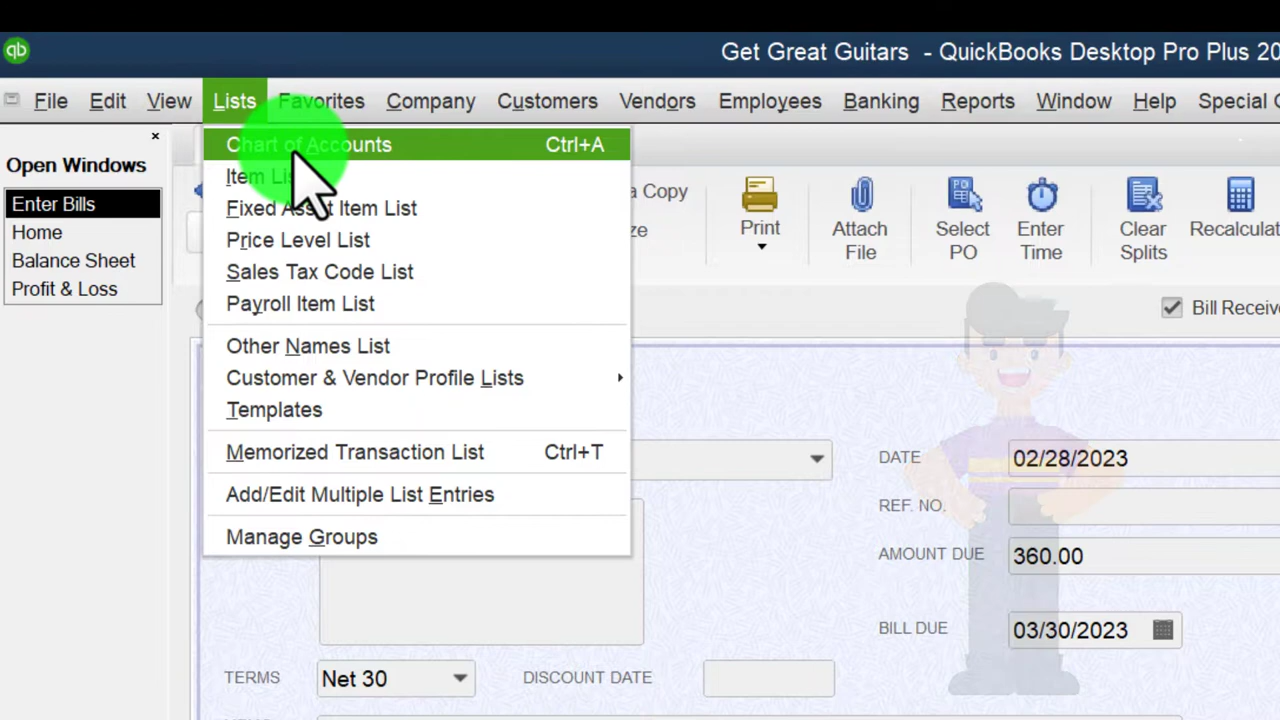 qb
Get Great Guitars - QuickBooks Desktop Pro Plus 20
File Edit View Lists Favorites Company Customers Vendors Employees Banking Reports Window Help Special
Open Windows
Enter Bills
Home
Balance Sheet
Profit & Loss
Chart of Accounts Ctrl+A
Item List
Fixed Asset Item List
Price Level List
Sales Tax Code List
Payroll Item List
Other Names List
Customer & Vendor Profile Lists
Templates
Memorized Transaction List Ctrl+T
Add/Edit Multiple List Entries
Manage Groups
a Copy
ze
Print
Attach
File
Select
PO
Enter
Time
Clear
Splits
Recalculat
Bill Receive
DATE 02/28/2023
REF. NO.
AMOUNT DUE 360.00
BILL DUE 03/30/2023
TERMS Net 30 DISCOUNT DATE